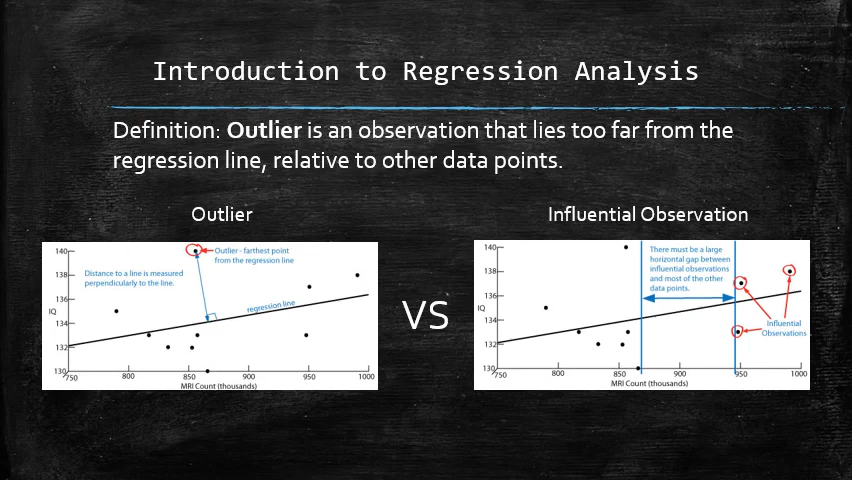 Introduction to Regression Analysis
Definition: Outlier is an observation that lies too far from the
regression line, relative to other data points.
Outlier
Influential Observation
140
138
136
134
132
130
IQ
Outlier - farthest point
from the regression line
Distance to a line is measured
perpendicularly to the line.
regression line
750
800
850
900
950
1000
MRI Count (thousands)
VS
140
138
136
134
132
130
IQ
There must be a large
horizontal gap between
influential observations
and most of the other
data points.
Influential
Observations
750
800
850
900
950
1000
MRI Count (thousands)